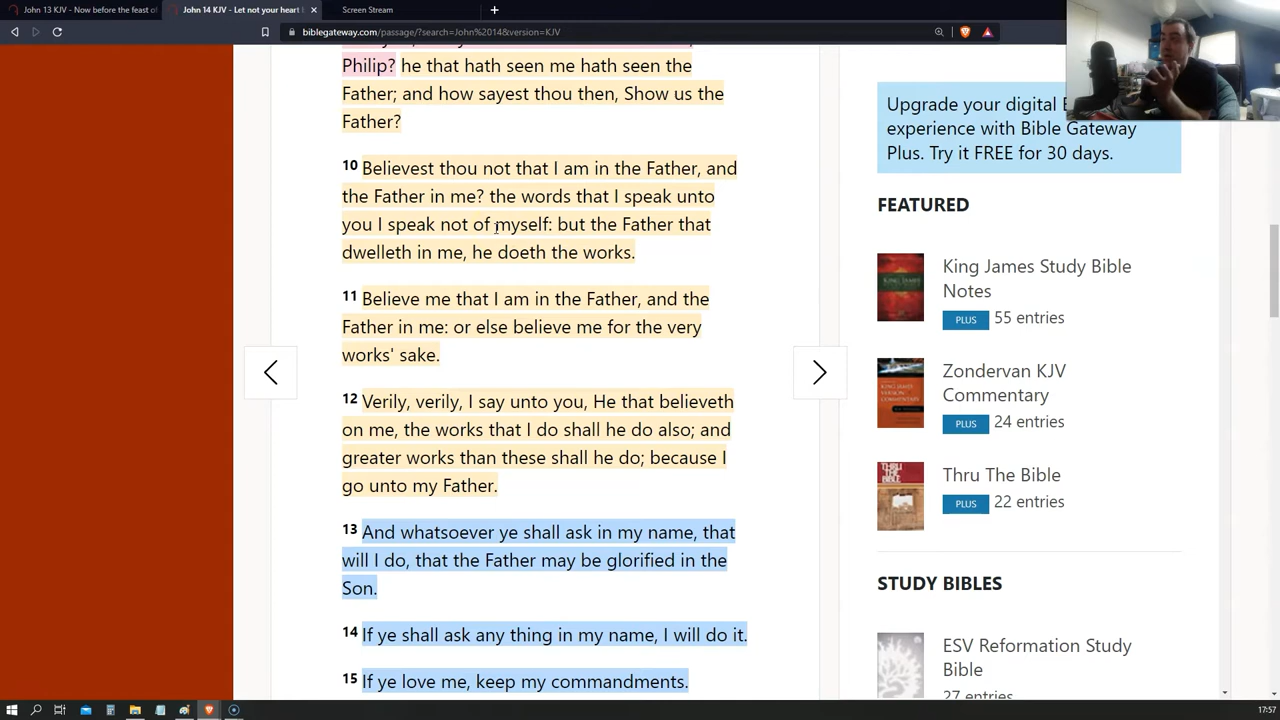 John 13 KJV - Now before the feast of
John 14 KJV - Let not your heart
Screen Stream
biblegateway.com/passage/?search=John%2014&version=KJV
Philip? he that hath seen me hath seen the
Father; and how sayest thou then, Show us the
Father?
10 Believest thou not that I am in the Father, and
the Father in me? the words that I speak unto
you I speak not of myself: but the Father that
dwelleth in me, he doeth the works.
11 Believe me that I am in the Father, and the
Father in me: or else believe me for the very
works' sake.
12 Verily, verily, I say unto you, He that believeth
on me, the works that I do shall he do also; and
greater works than these shall he do; because I
go unto my Father.
13 And whatsoever ye shall ask in my name, that
will I do, that the Father may be glorified in the
Son.
14 If ye shall ask any thing in my name, I will do it.
15 If ye love me, keep my commandments.
Upgrade your digital
experience with Bible Gateway
Plus. Try it FREE for 30 days.
FEATURED
King James Study Bible
Notes
PLUS 55 entries
Zondervan KJV
Commentary
PLUS 24 entries
Thru The Bible
PLUS 22 entries
STUDY BIBLES
ESV Reformation Study
Bible
27 entries
17:57